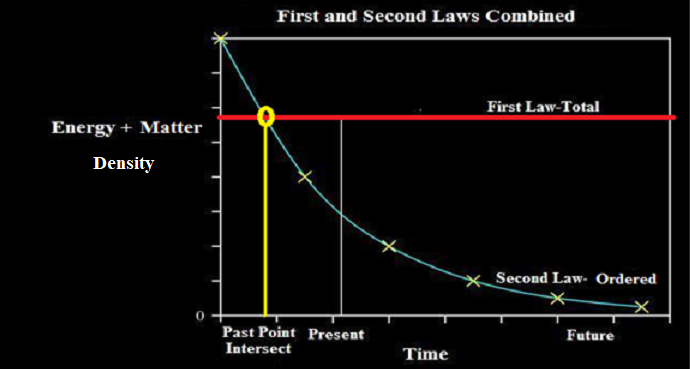 First and Second Laws Combined
First Law-Total
Energy + Matter
Density
Second Law- Ordered
0
Past Point
Intersect
Present
Future
Time